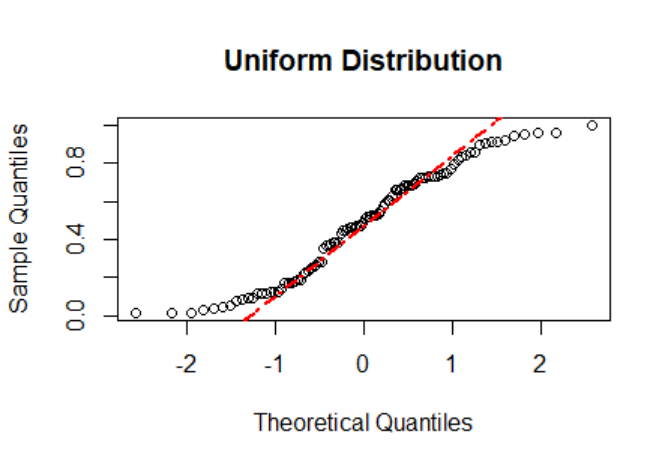 Uniform Distribution
Sample Quantiles
0.8
0.4
0.0
-2 -1 0 1 2
Theoretical Quantiles